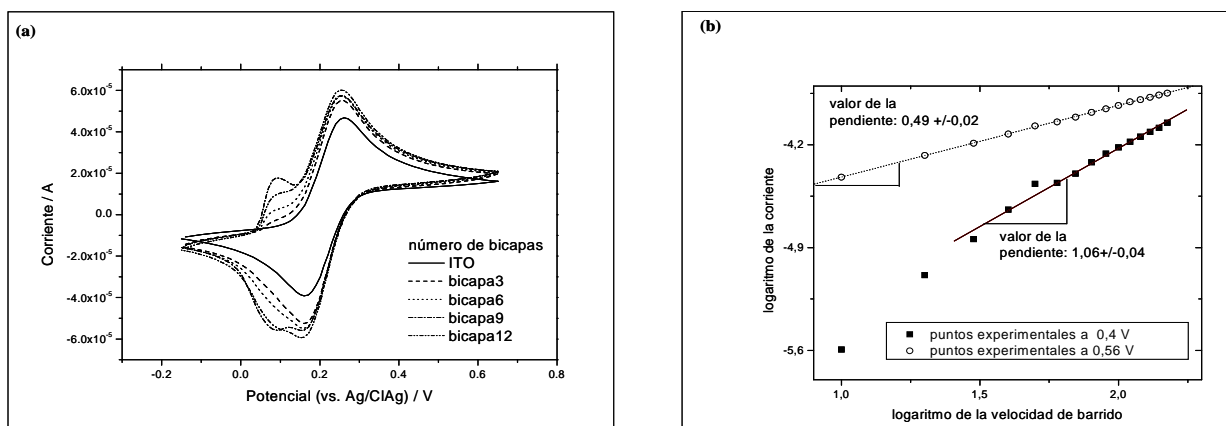 (a)
6.0x10⁻⁵
4.0x10⁻⁵
2.0x10⁻⁵
0.0
-2.0x10⁻⁵
-4.0x10⁻⁵
-6.0x10⁻⁵
Corriente / A
-0.2
0.0
0.2
0.4
0.6
0.8
Potencial (vs. Ag/ClAg) / V
número de bicapas
ITO
bicapa3
bicapa6
bicapa9
bicapa12
(b)
valor de la
pendiente: 0,49 +/-0,02
valor de la
pendiente: 1,06+/-0,04
puntos experimentales a 0,4 V
puntos experimentales a 0,56 V
-4,2
-4,9
-5,6
logaritmo de la corriente
1,0
1,5
2,0
logaritmo de la velocidad de barrido